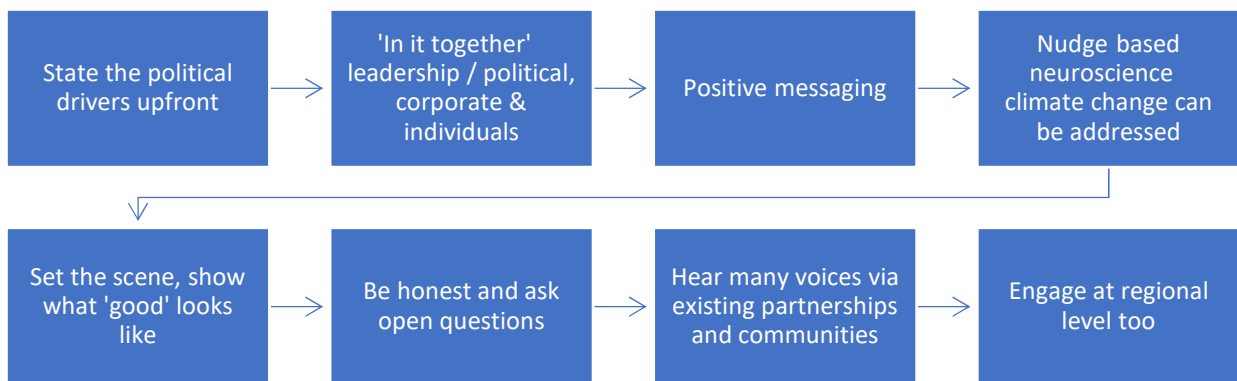 State the political
drivers upfront
'In it together'
leadership / political,
corporate &
individuals
Positive messaging
Nudge based
neuroscience
climate change can
be addressed
Set the scene, show
what 'good' looks
like
Be honest and ask
open questions
Hear many voices via
existing partnerships
and communities
Engage at regional
level too